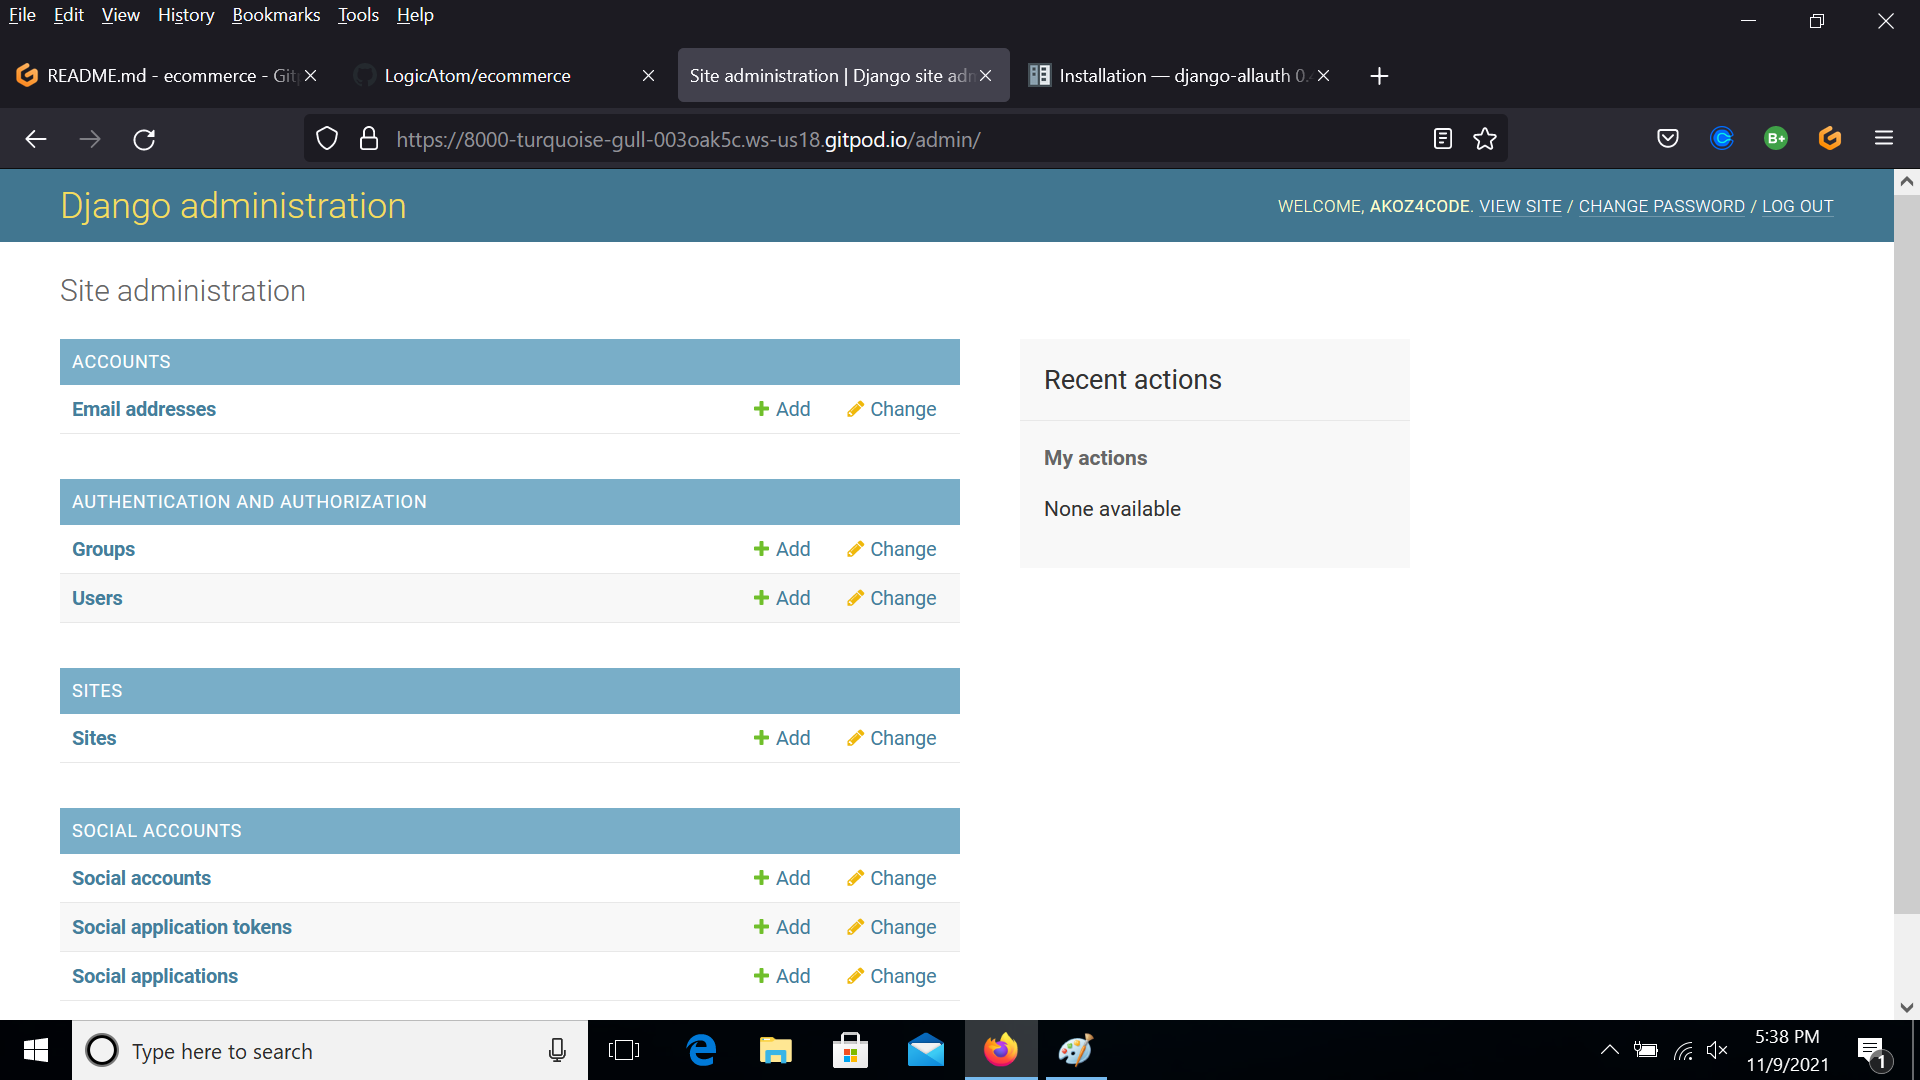 File Edit View History Bookmarks Tools Help
README.md - ecommerce - Git
LogicAtom/ecommerce
Site administration | Django site adm
Installation — django-allauth 0.
https://8000-turquoise-gull-003oak5c.ws-us18.gitpod.io/admin/
Django administration
WELCOME, AKOZ4CODE. VIEW SITE / CHANGE PASSWORD / LOG OUT
Site administration
ACCOUNTS
Email addresses Add Change
AUTHENTICATION AND AUTHORIZATION
Groups Add Change
Users Add Change
SITES
Sites Add Change
SOCIAL ACCOUNTS
Social accounts Add Change
Social application tokens Add Change
Social applications Add Change
Recent actions
My actions
None available
Type here to search
5:38 PM
11/9/2021
1
B+